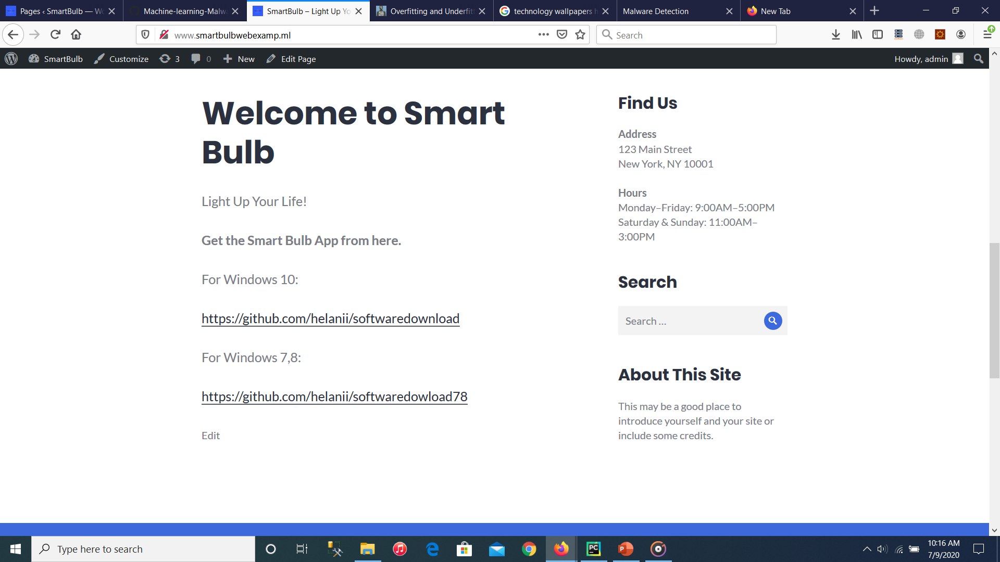 Pages ‹ SmartBulb — Wo
Machine-learning-Malw
SmartBulb – Light Up Yo
Overfitting and Underfit
technology wallpapers h
Malware Detection
New Tab
www.smartbulbwebexamp.ml
Search
SmartBulb
Customize
3
0
New
Edit Page
Howdy, admin
Welcome to Smart
Bulb
Light Up Your Life!
Get the Smart Bulb App from here.
For Windows 10:
https://github.com/helanii/softwaredownload
For Windows 7,8:
https://github.com/helanii/softwaredowload78
Edit
Find Us
Address
123 Main Street
New York, NY 10001
Hours
Monday–Friday: 9:00AM–5:00PM
Saturday & Sunday: 11:00AM–
3:00PM
Search
Search …
About This Site
This may be a good place to
introduce yourself and your site or
include some credits.
Type here to search
PC
P
10:16 AM
7/9/2020